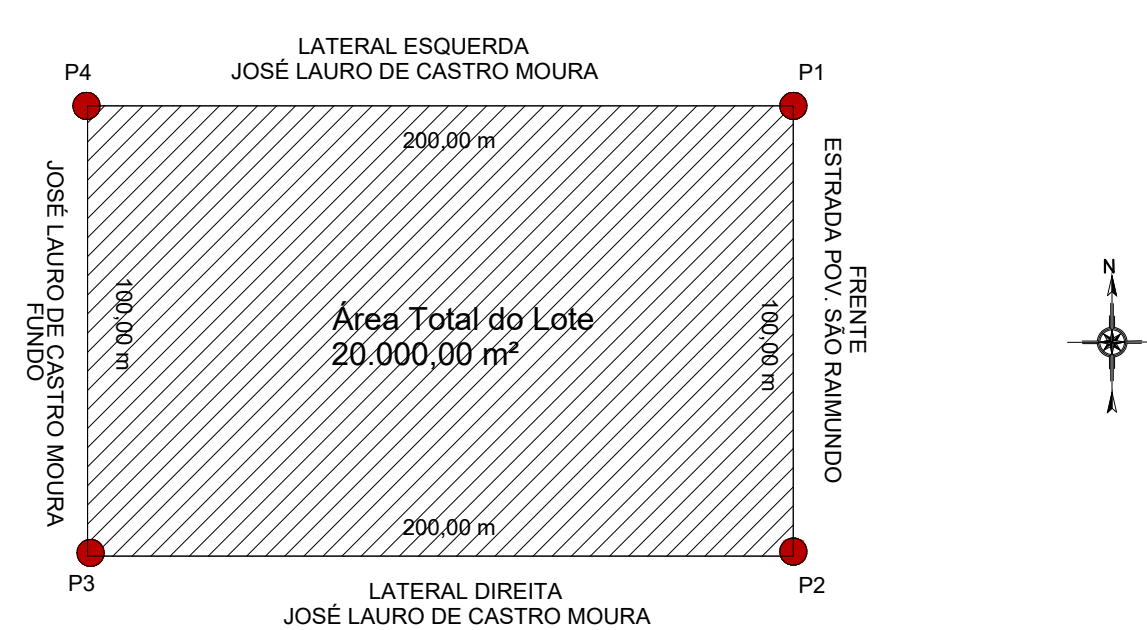 LATERAL ESQUERDA
JOSÉ LAURO DE CASTRO MOURA
P4
P1
200,00 m
JOSÉ LAURO DE CASTRO MOURA
FUNDO
100,00 m
Área Total do Lote
20.000,00 m²
100,00 m
FRENTE
ESTRADA POV. SÃO RAIMUNDO
N
200,00 m
P3
P2
LATERAL DIREITA
JOSÉ LAURO DE CASTRO MOURA